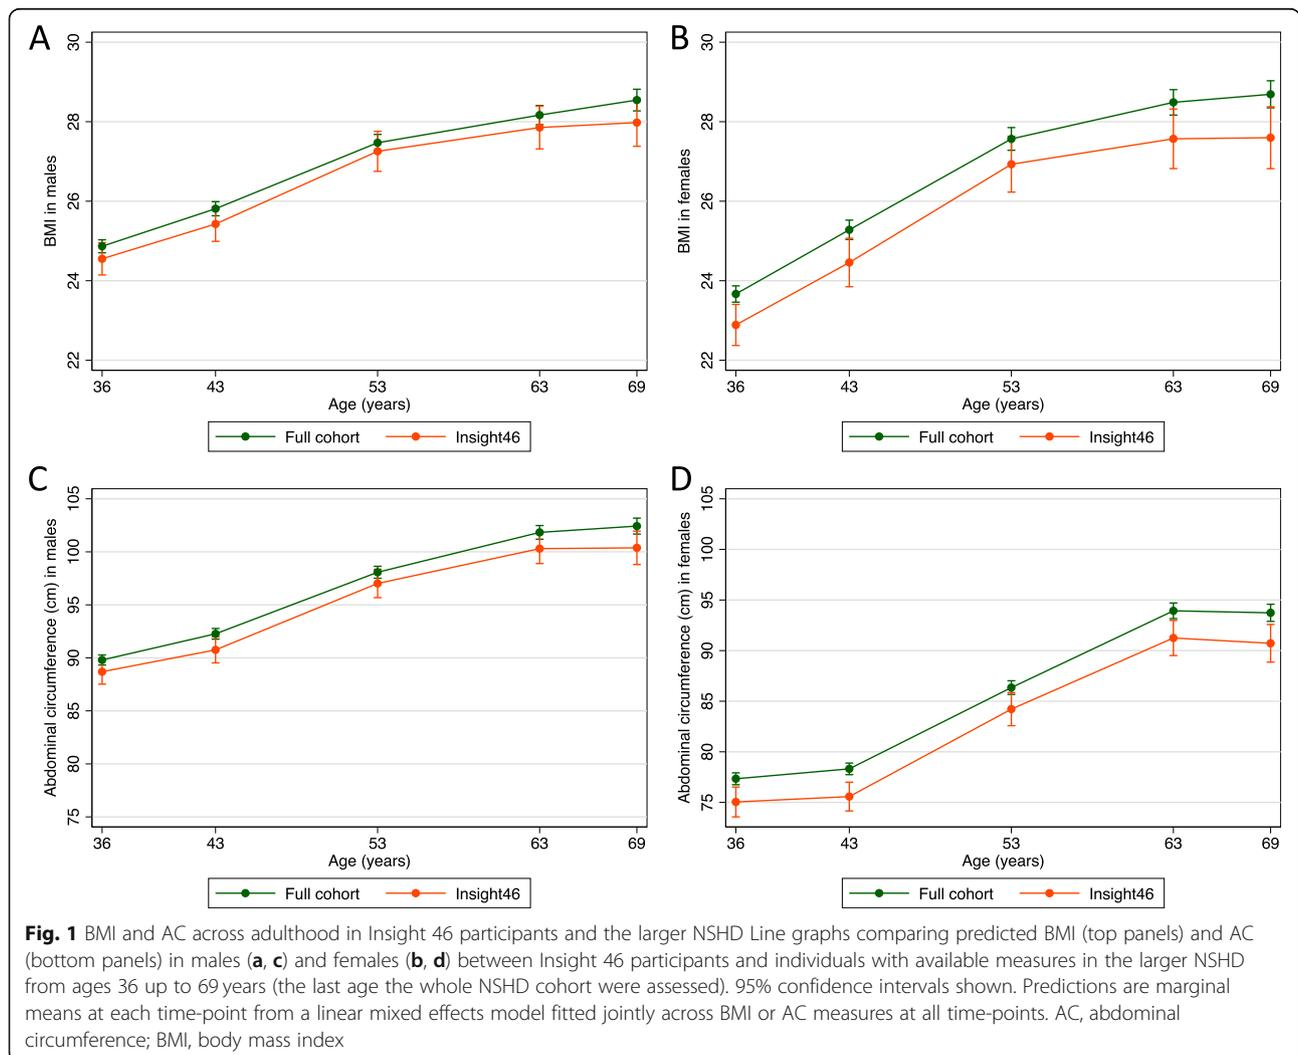 A
BMI in males
30
28
26
24
22
36 43 53 63 69
Age (years)
Full cohort Insight46
B
BMI in females
30
28
26
24
22
36 43 53 63 69
Age (years)
Full cohort Insight46
C
Abdominal circumference (cm) in males
105
100
95
90
85
80
75
36 43 53 63 69
Age (years)
Full cohort Insight46
D
Abdominal circumference (cm) in females
105
100
95
90
85
80
75
36 43 53 63 69
Age (years)
Full cohort Insight46
Fig. 1 BMI and AC across adulthood in Insight 46 participants and the larger NSHD Line graphs comparing predicted BMI (top panels) and AC
(bottom panels) in males (a, c) and females (b, d) between Insight 46 participants and individuals with available measures in the larger NSHD
from ages 36 up to 69 years (the last age the whole NSHD cohort were assessed). 95% confidence intervals shown. Predictions are marginal
means at each time-point from a linear mixed effects model fitted jointly across BMI or AC measures at all time-points. AC, abdominal
circumference; BMI, body mass index